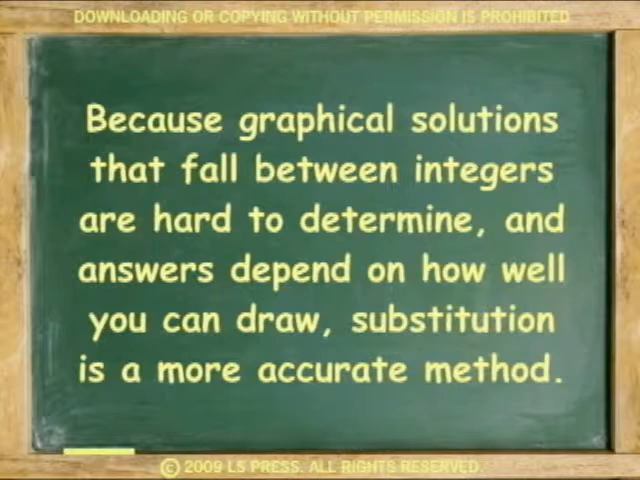 DOWNLOADING OR COPYING WITHOUT PERMISSION IS PROHIBITED
Because graphical solutions
that fall between integers
are hard to determine, and
answers depend on how well
you can draw, substitution
is a more accurate method.
© 2009 LS PRESS. ALL RIGHTS RESERVED.